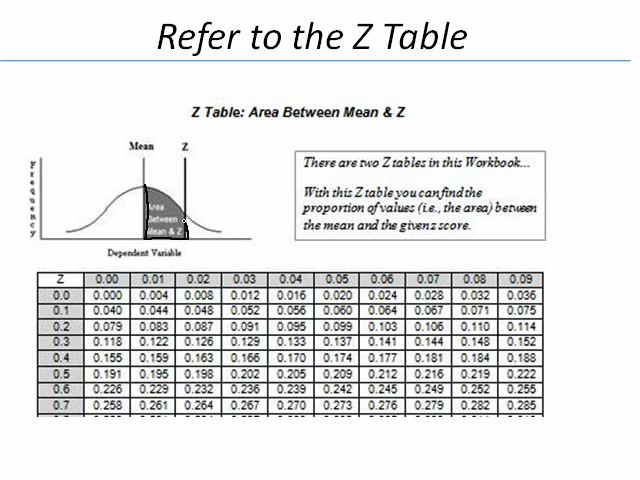 Refer to the Z Table
Z Table: Area Between Mean & Z
Mean Z
Frequency
Area
Between
Mean & Z
Dependent Variable
There are two Z tables in this Workbook...
With this Z table you can find the
proportion of values (i.e., the area) between
the mean and the given z score.
Z 0.00 0.01 0.02 0.03 0.04 0.05 0.06 0.07 0.08 0.09
0.0 0.000 0.004 0.008 0.012 0.016 0.020 0.024 0.028 0.032 0.036
0.1 0.040 0.044 0.048 0.052 0.056 0.060 0.064 0.067 0.071 0.075
0.2 0.079 0.083 0.087 0.091 0.095 0.099 0.103 0.106 0.110 0.114
0.3 0.118 0.122 0.126 0.129 0.133 0.137 0.141 0.144 0.148 0.152
0.4 0.155 0.159 0.163 0.166 0.170 0.174 0.177 0.181 0.184 0.188
0.5 0.191 0.195 0.198 0.202 0.205 0.209 0.212 0.216 0.219 0.222
0.6 0.226 0.229 0.232 0.236 0.239 0.242 0.245 0.249 0.252 0.255
0.7 0.258 0.261 0.264 0.267 0.270 0.273 0.276 0.279 0.282 0.285